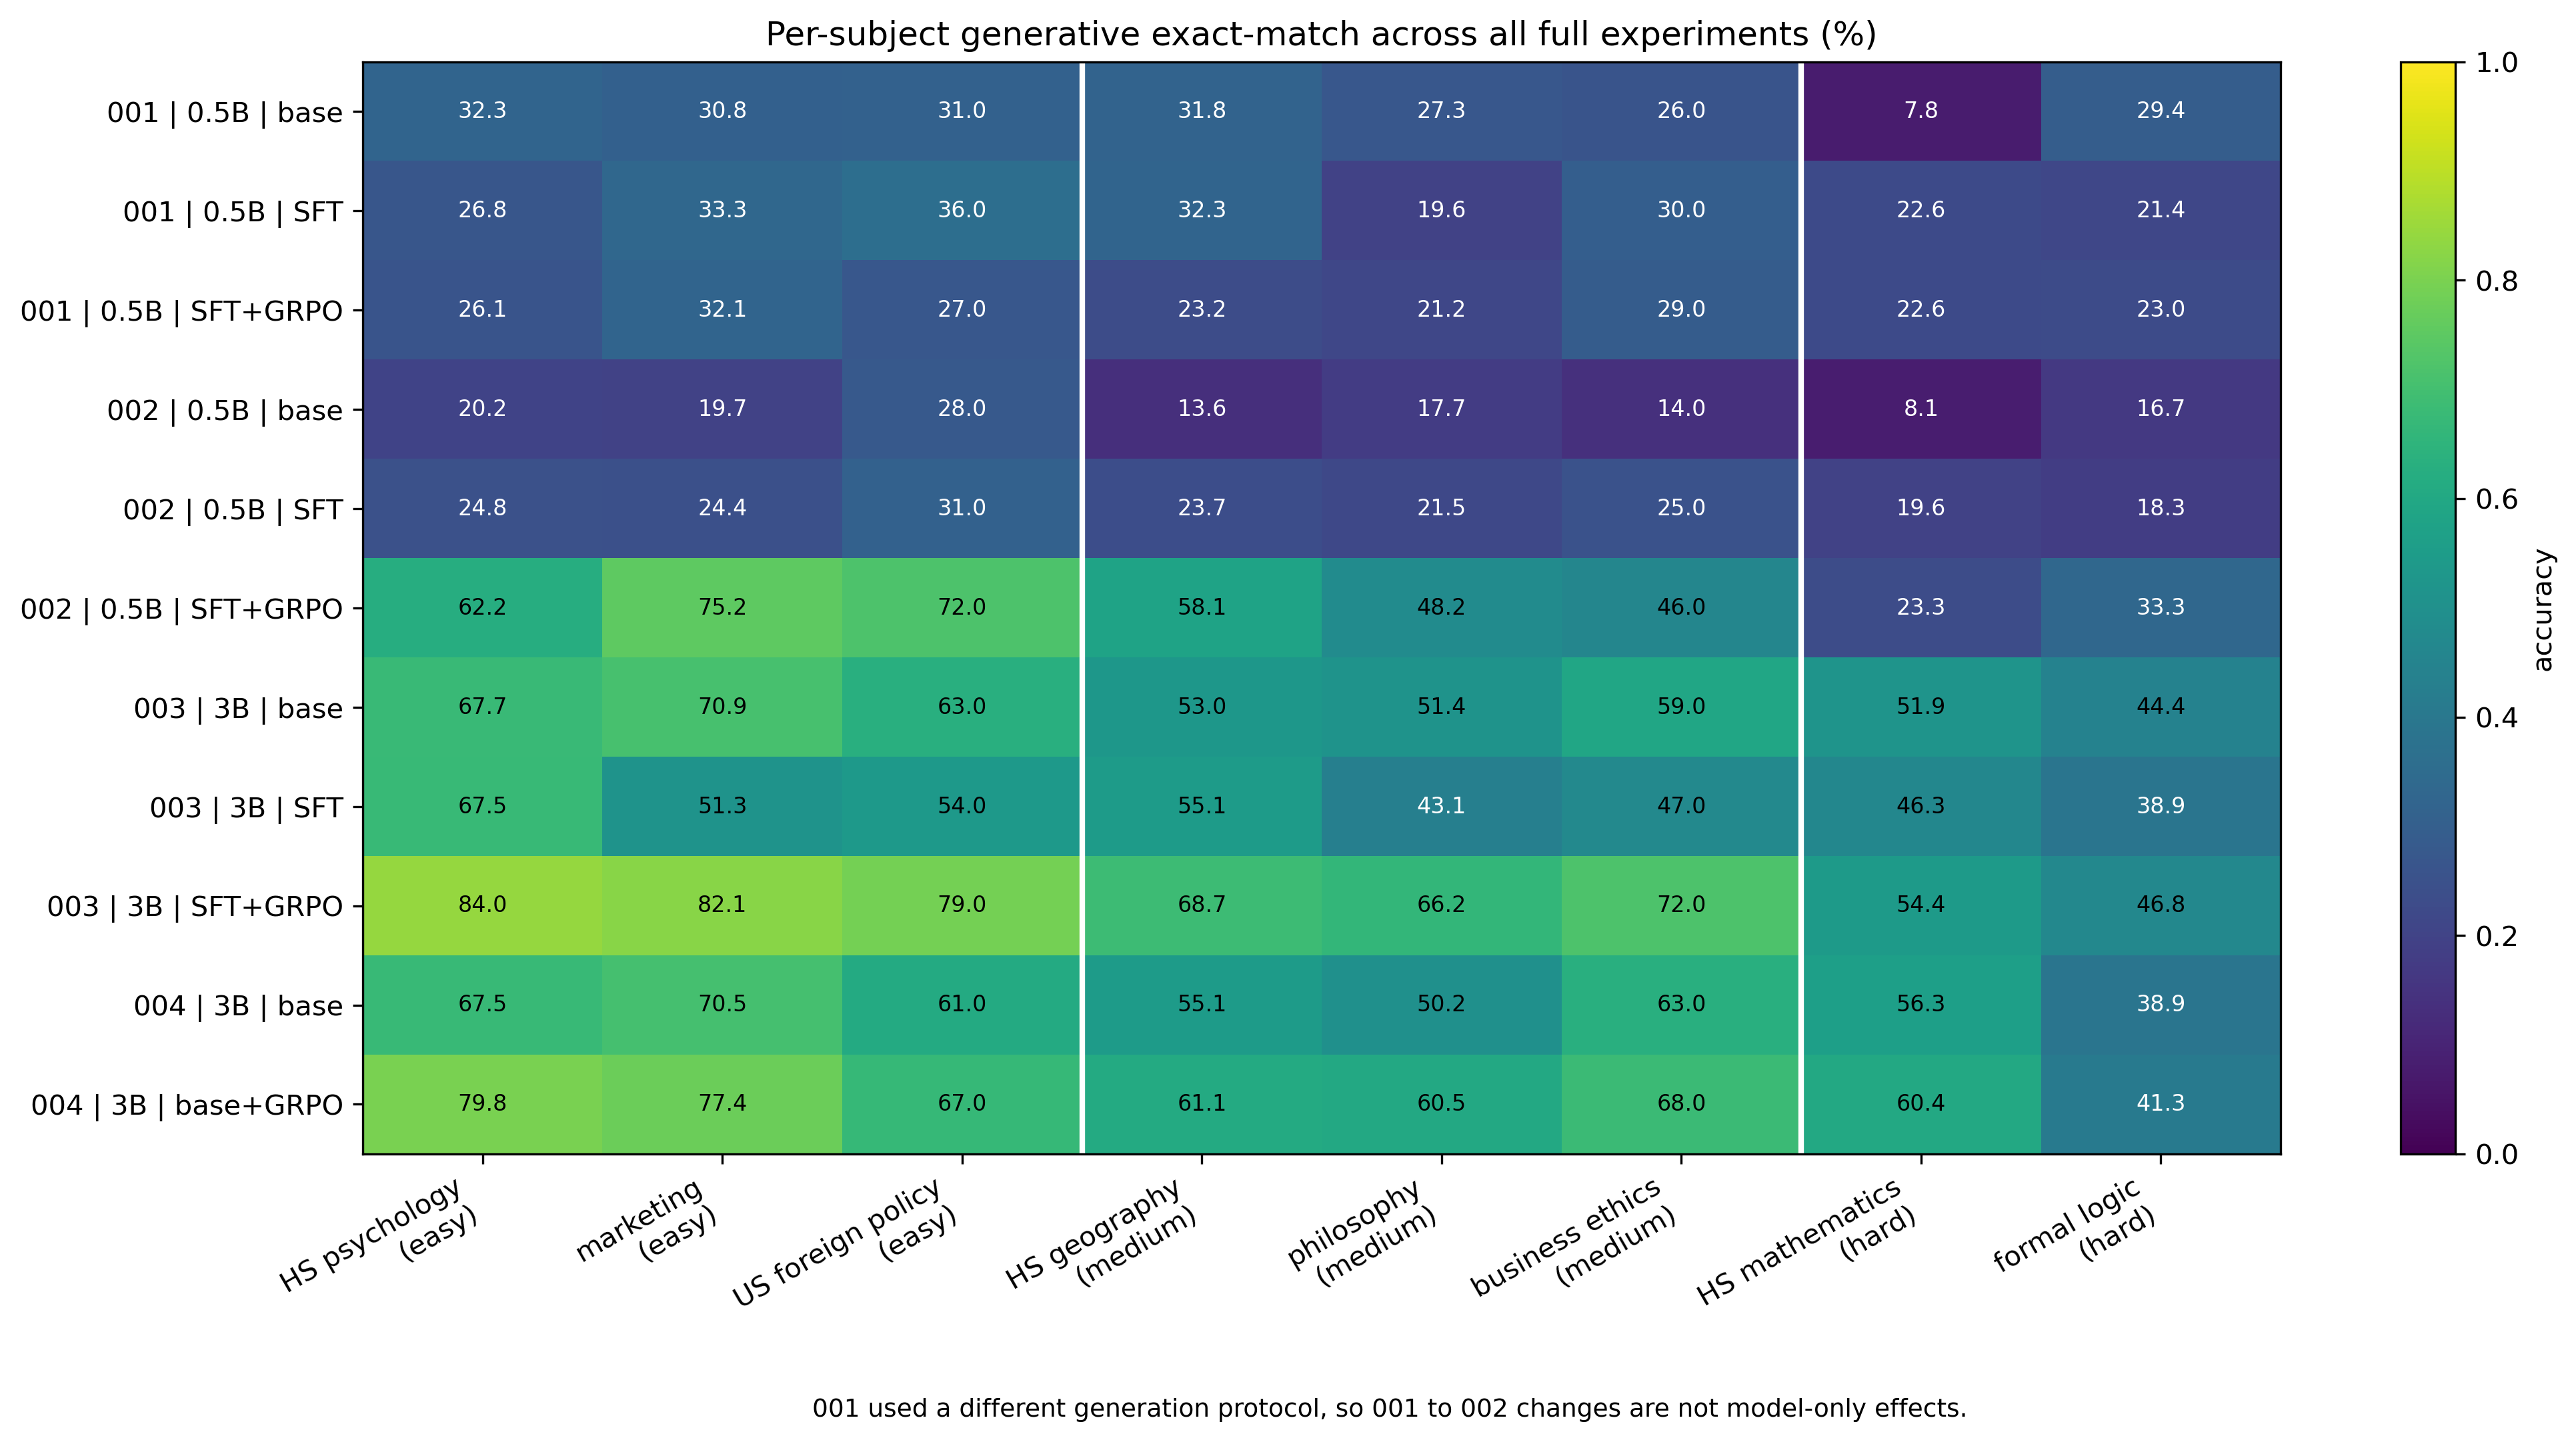 Per-subject generative exact-match across all full experiments (%)
001 | 0.5B | base 32.3 30.8 31.0 31.8 27.3 26.0 7.8 29.4
001 | 0.5B | SFT 26.8 33.3 36.0 32.3 19.6 30.0 22.6 21.4
001 | 0.5B | SFT+GRPO 26.1 32.1 27.0 23.2 21.2 29.0 22.6 23.0
002 | 0.5B | base 20.2 19.7 28.0 13.6 17.7 14.0 8.1 16.7
002 | 0.5B | SFT 24.8 24.4 31.0 23.7 21.5 25.0 19.6 18.3
002 | 0.5B | SFT+GRPO 62.2 75.2 72.0 58.1 48.2 46.0 23.3 33.3
003 | 3B | base 67.7 70.9 63.0 53.0 51.4 59.0 51.9 44.4
003 | 3B | SFT 67.5 51.3 54.0 55.1 43.1 47.0 46.3 38.9
003 | 3B | SFT+GRPO 84.0 82.1 79.0 68.7 66.2 72.0 54.4 46.8
004 | 3B | base 67.5 70.5 61.0 55.1 50.2 63.0 56.3 38.9
004 | 3B | base+GRPO 79.8 77.4 67.0 61.1 60.5 68.0 60.4 41.3
HS psychology
(easy)
marketing
(easy)
US foreign policy
(easy)
HS geography
(medium)
philosophy
(medium)
business ethics
(medium)
HS mathematics
(hard)
formal logic
(hard)
1.0
0.8
0.6
0.4
0.2
0.0
accuracy
001 used a different generation protocol, so 001 to 002 changes are not model-only effects.